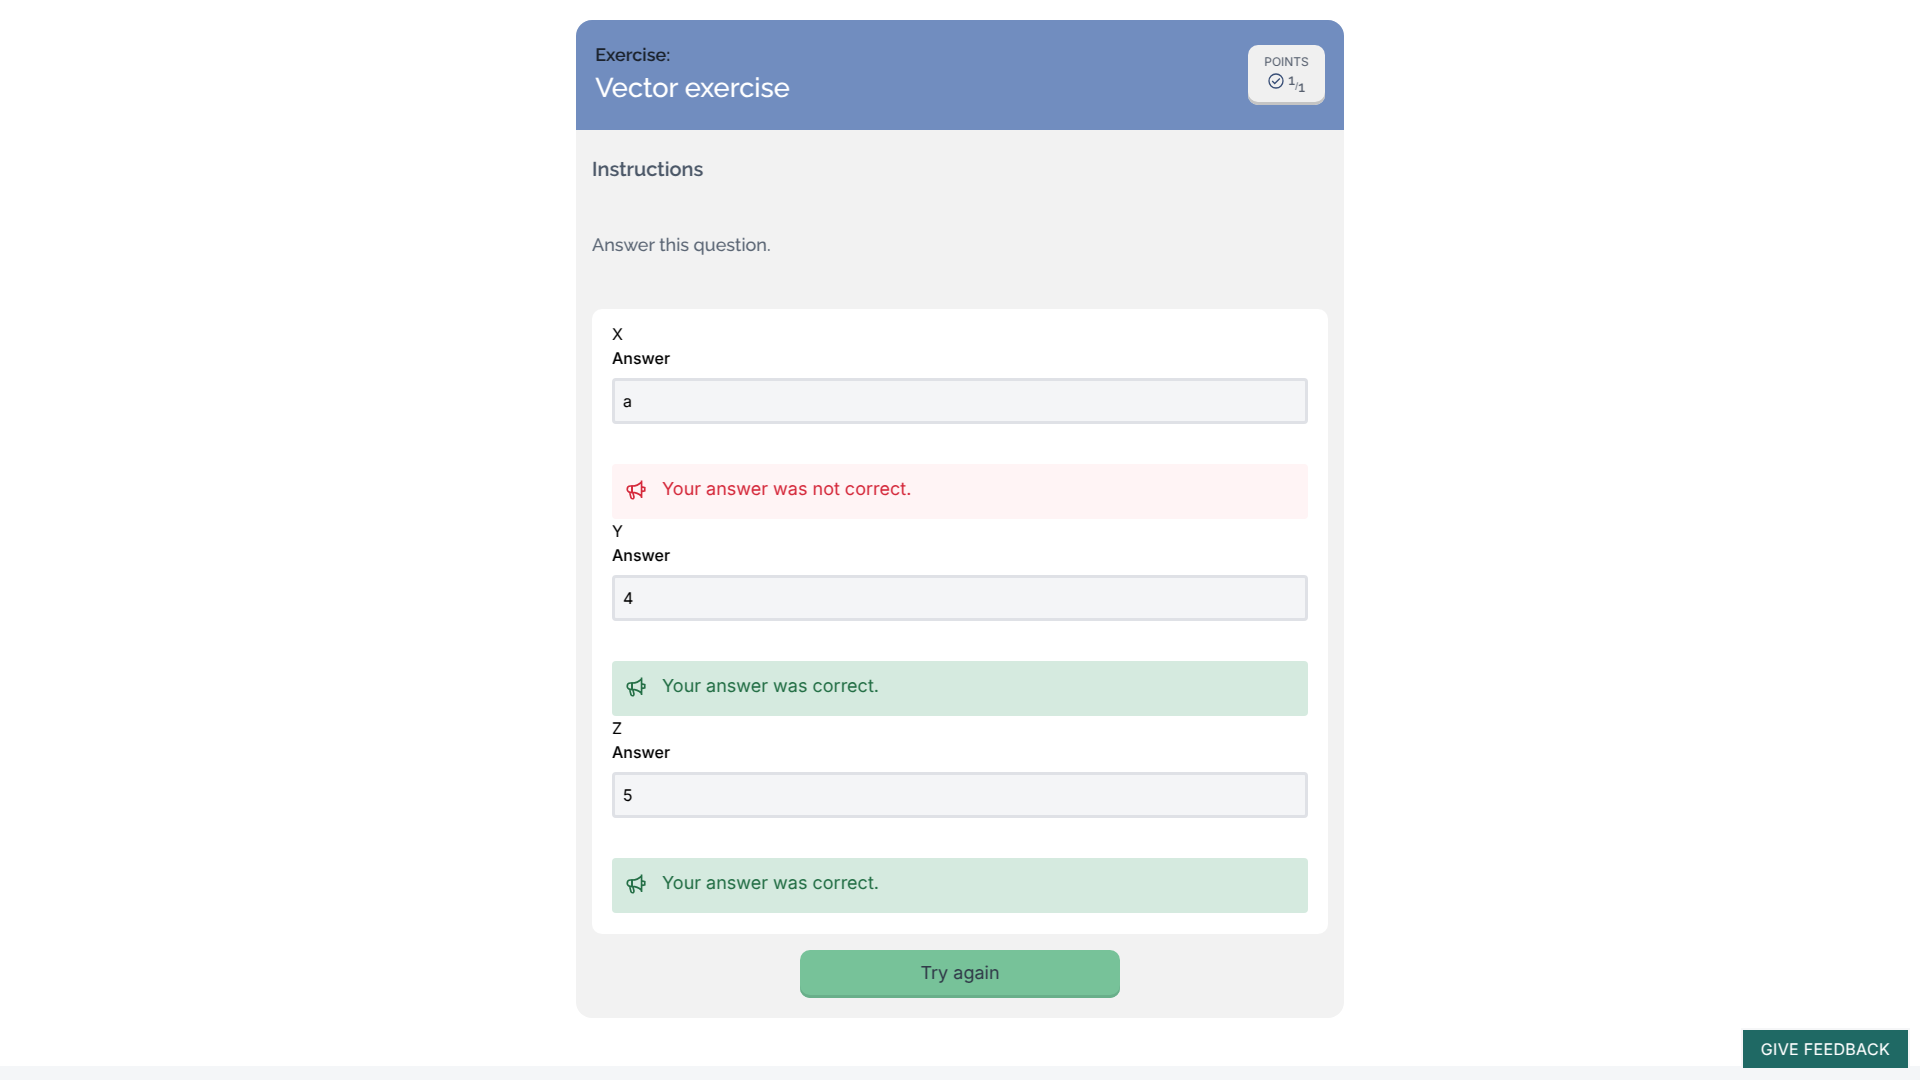 Exercise:
Vector exercise
POINTS
1/1
Instructions
Answer this question.
X
Answer
a
Your answer was not correct.
Y
Answer
4
Your answer was correct.
Z
Answer
5
Your answer was correct.
Try again
GIVE FEEDBACK